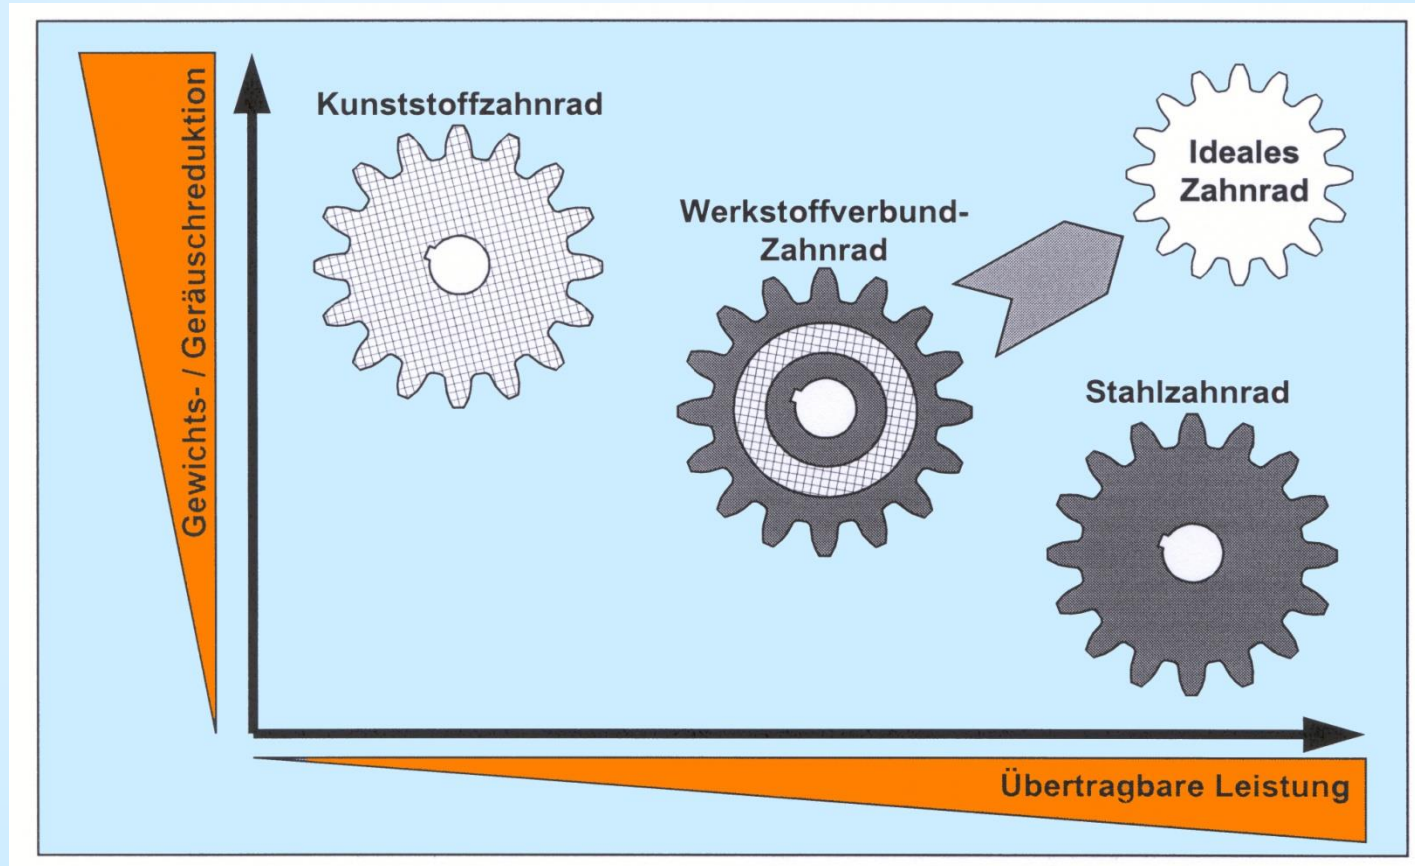 Gewichts- / Geräuschreduktion
Kunststoffzahnrad
Werkstoffverbund-
Zahnrad
Ideales
Zahnrad
Stahlzahnrad
Übertragbare Leistung